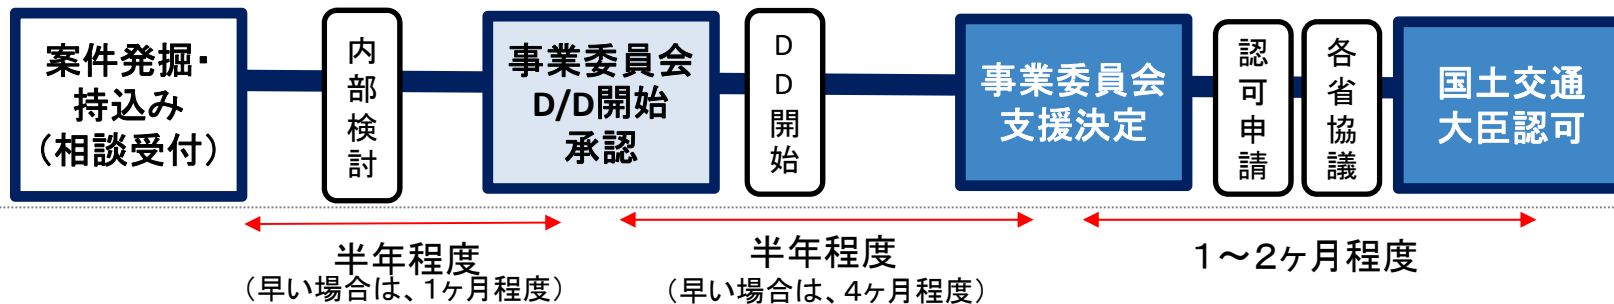 案件発掘・
持込み
（相談受付）
内部検討
事業委員会
D/D開始
承認
DD開始
事業委員会
支援決定
認可申請
各省協議
国土交通
大臣認可
半年程度
（早い場合は、1ヶ月程度）
半年程度
（早い場合は、4ヶ月程度）
1～2ヶ月程度